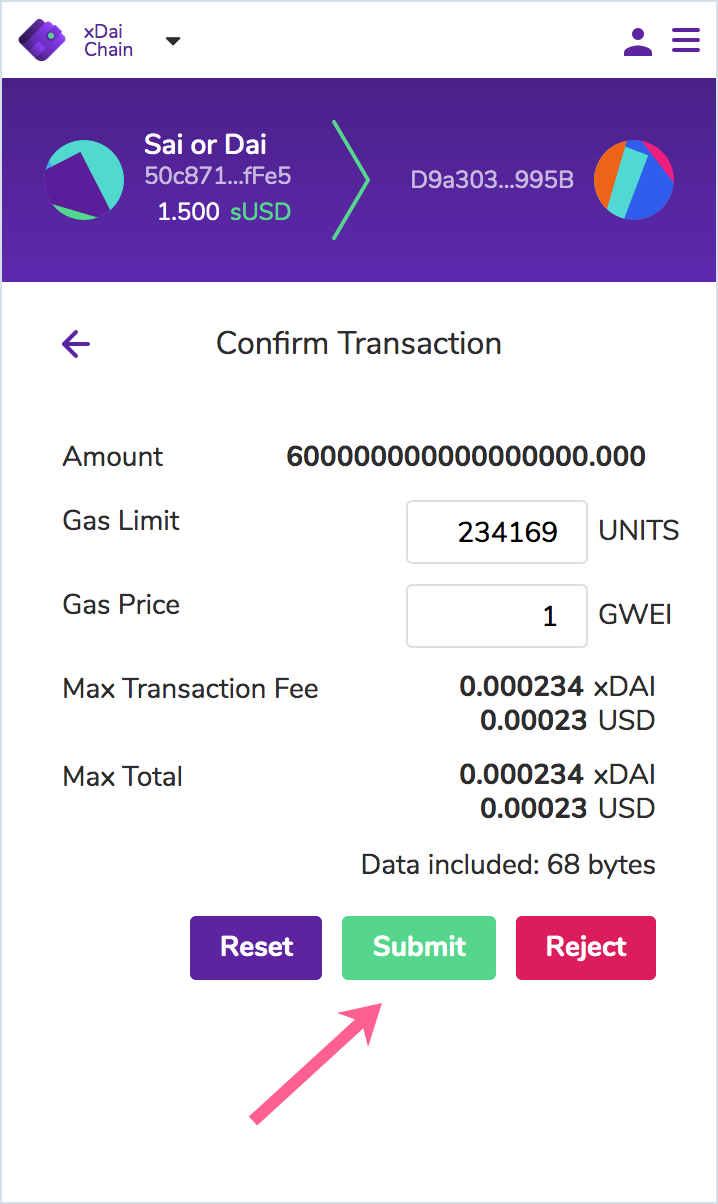 xDai
Chain
Sai or Dai
50c871...fFe5
1.500 sUSD
D9a303...995B
Confirm Transaction
Amount 600000000000000000.000
Gas Limit 234169 UNITS
Gas Price 1 GWEI
Max Transaction Fee 0.000234 xDAI
0.00023 USD
Max Total 0.000234 xDAI
0.00023 USD
Data included: 68 bytes
Reset Submit Reject